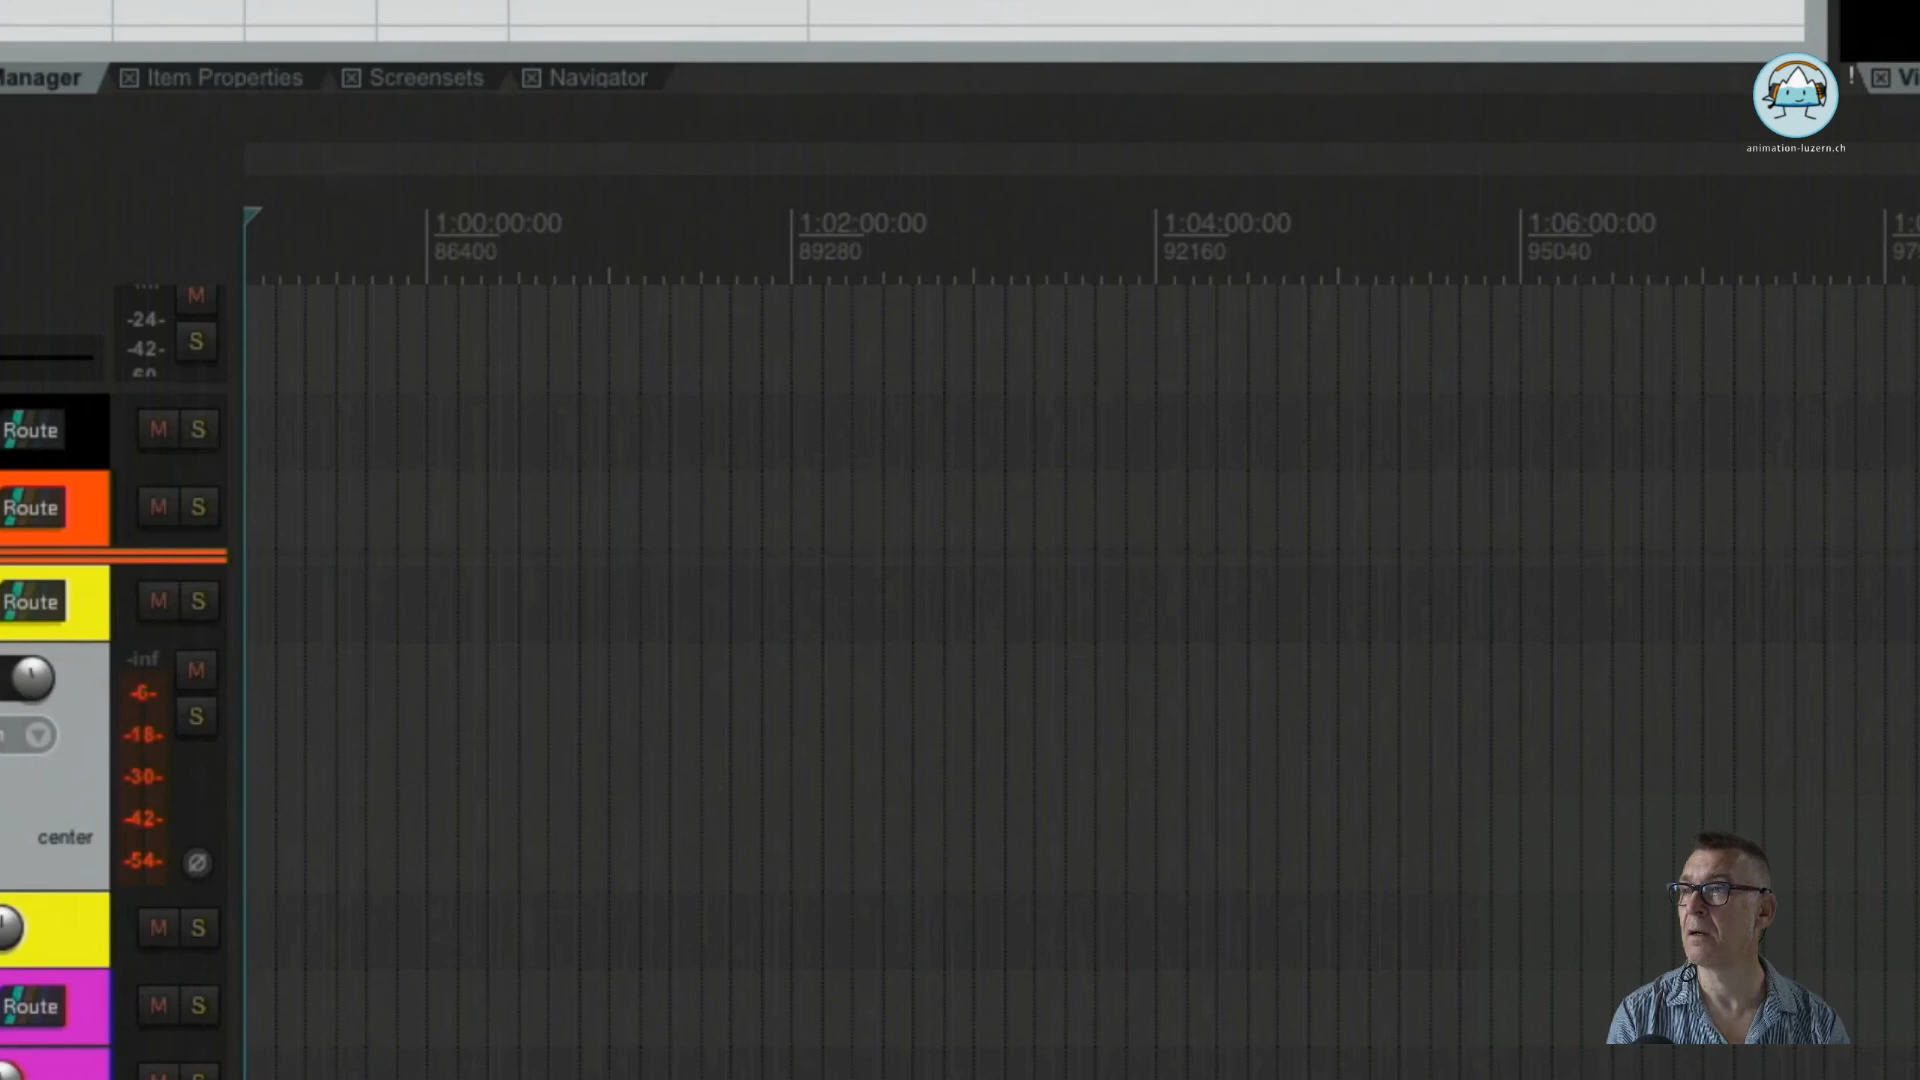 Manager
Item Properties
Screensets
Navigator
!
animation-luzern.ch
1:00:00:00
1:02:00:00
1:04:00:00
1:06:00:00
86400
89280
92160
95040
M
-24-
S
-42-
Route
M
S
Route
M
S
Route
M
S
-inf
M
-6-
S
-18-
-30-
-42-
center
-54-
M
S
Route
M
S